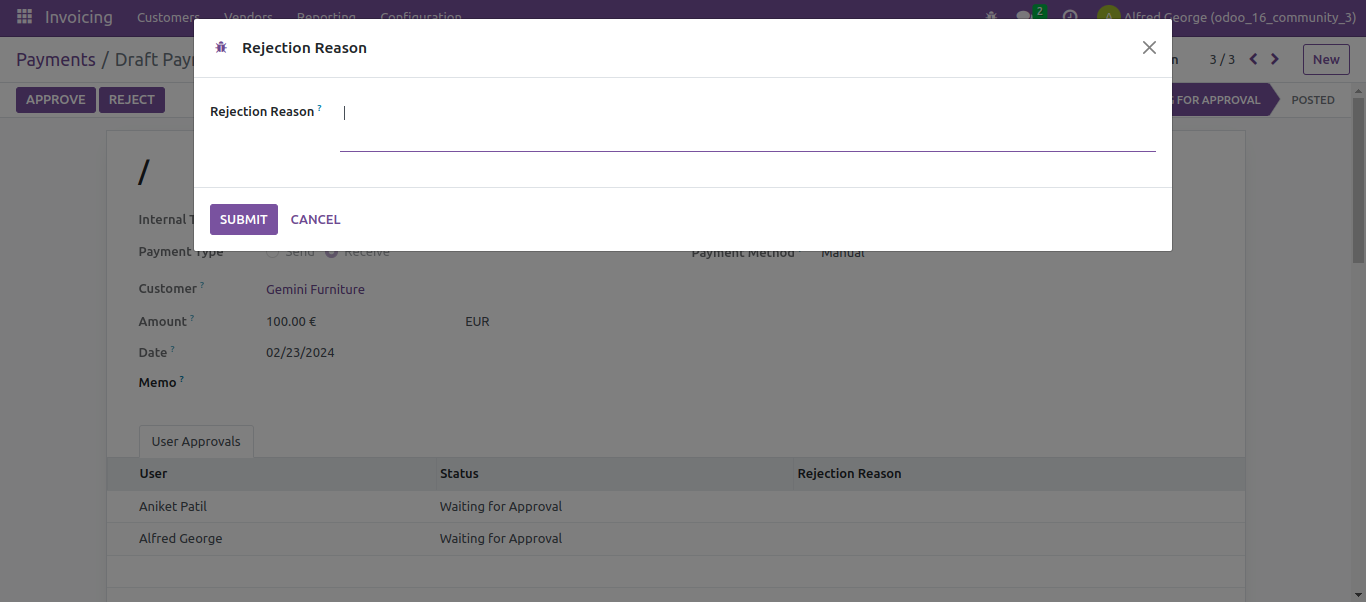 Invoicing Customers Vendors Reporting Configuration 2 A Alfred George (odoo_16_community_3)
Rejection Reason
Payments / Draft Pay 3 / 3 New
APPROVE REJECT FOR APPROVAL POSTED
Rejection Reason ?
/
SUBMIT CANCEL
Internal T
Payment Type Send Receive Payment Method Manual
Customer ? Gemini Furniture
Amount ? 100.00 € EUR
Date ? 02/23/2024
Memo ?
User Approvals
User Status Rejection Reason
Aniket Patil Waiting for Approval
Alfred George Waiting for Approval